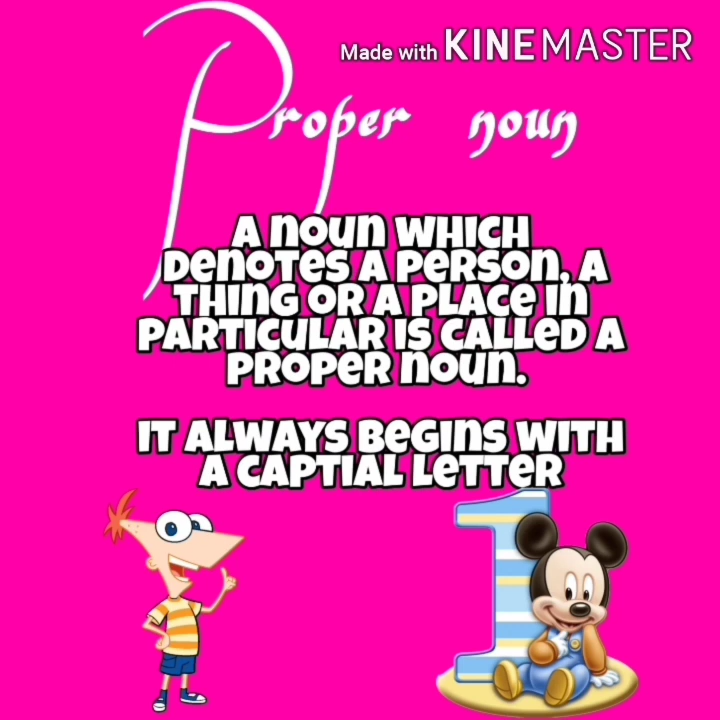 Made with KINEMASTER
Proper noun
A noun WHICH
Denotes A Person, A
THING OR A PLACE In
PARTICULAR IS CALLED A
PROPER noun.
IT ALWAYS BEGINS WITH
A CAPTIAL LETTER
1